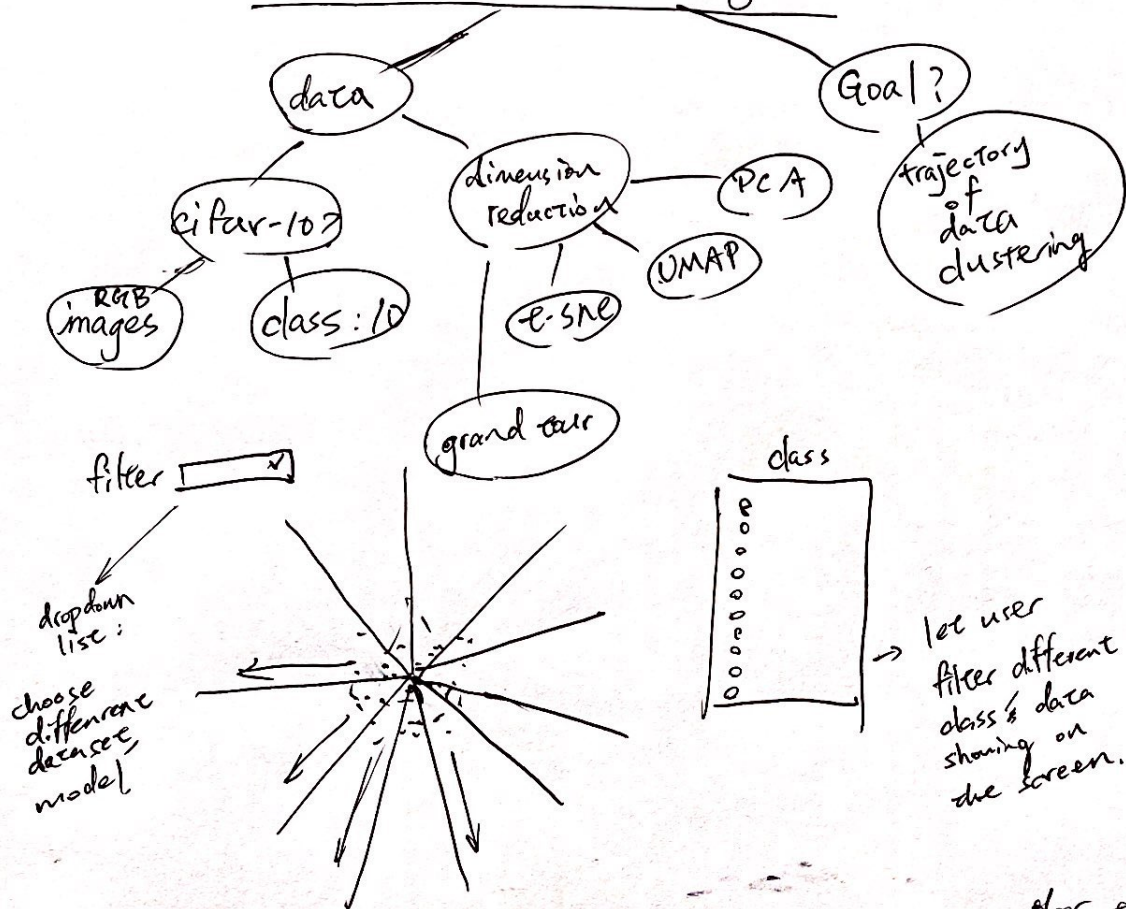 data
Goal?
cifar-10?
RGB
images
class: 10
dimension
reduction
PCA
UMAP
t-sne
grand tour
trajectory
of
data
clustering
filter
dropdown
list:
choose
diffenrent
dataset,
model
class
let user
filter different
class's data
showing on
the screen.